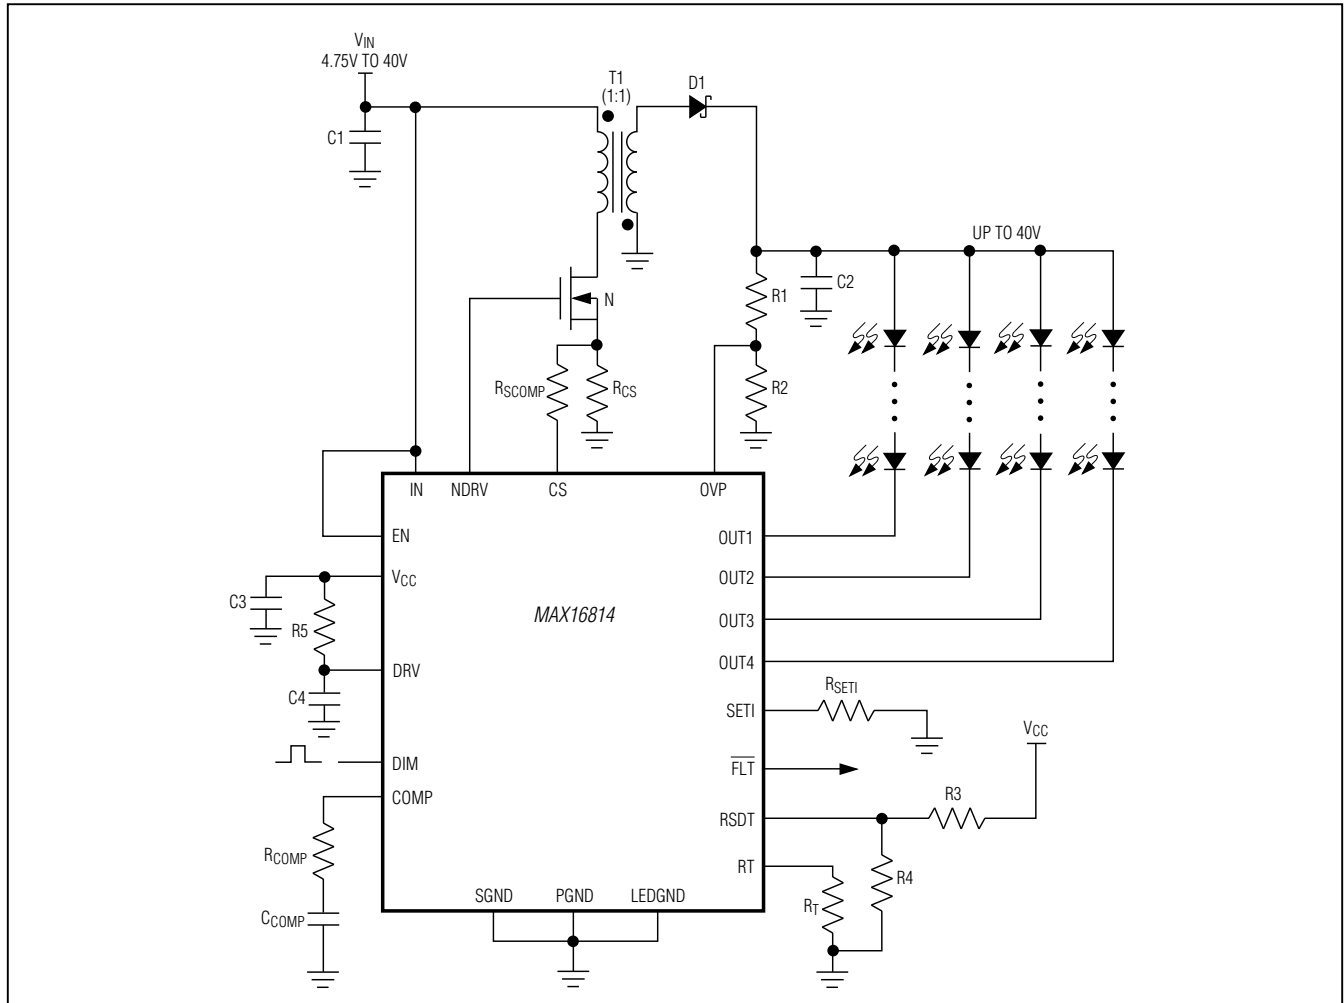 VIN
4.75V TO 40V
T1
(1:1)
D1
C1
UP TO 40V
N
R1
C2
RSCOMP
RCS
R2
IN
NDRV
CS
OVP
EN
OUT1
VCC
OUT2
C3
R5
MAX16814
OUT3
DRV
OUT4
C4
SETI
RSETI
VCC
DIM
FLT
COMP
R3
RSDT
RCOMP
RT
R4
CCOMP
SGND
PGND
LEDGND
RT